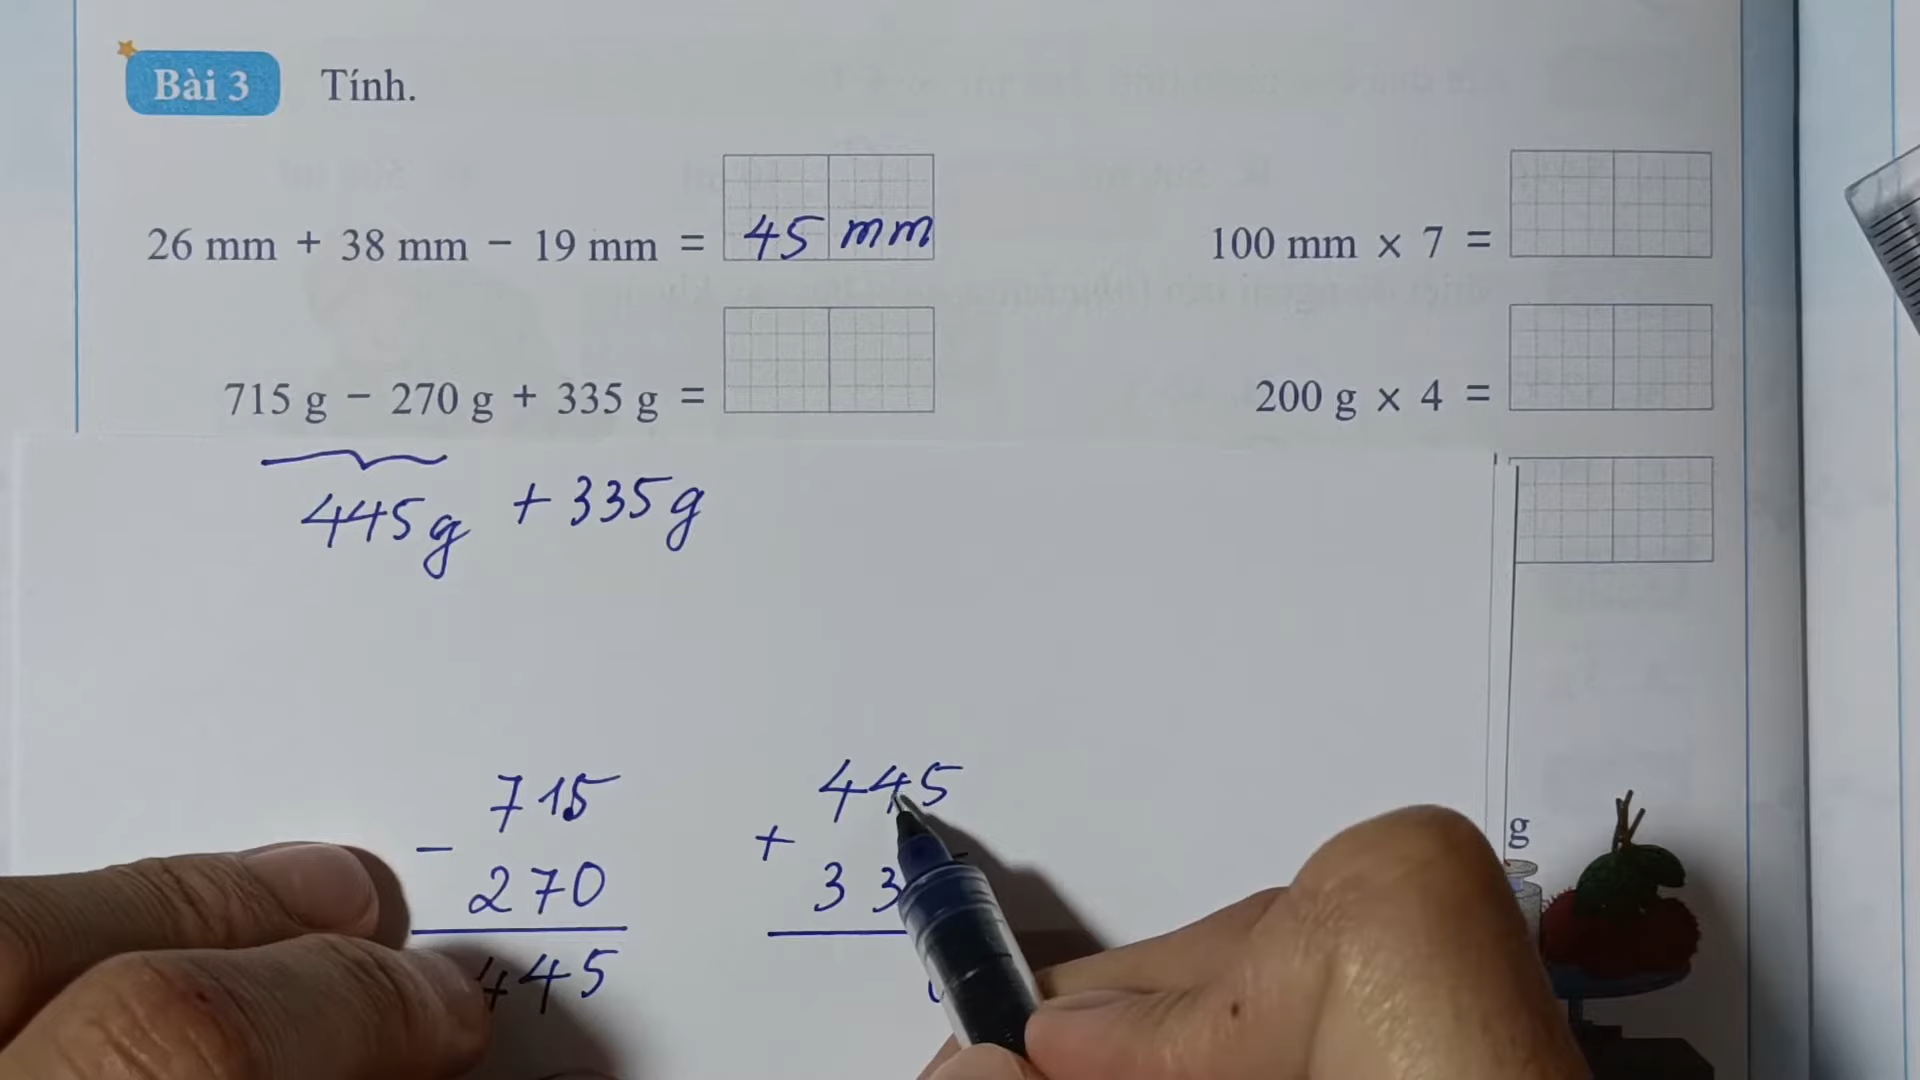 Bài 3 Tính.
26 mm + 38 mm − 19 mm = 45 mm
100 mm × 7 =
715 g − 270 g + 335 g =
200 g × 4 =
445g + 335g
715
− 270
445
445
+ 33
g